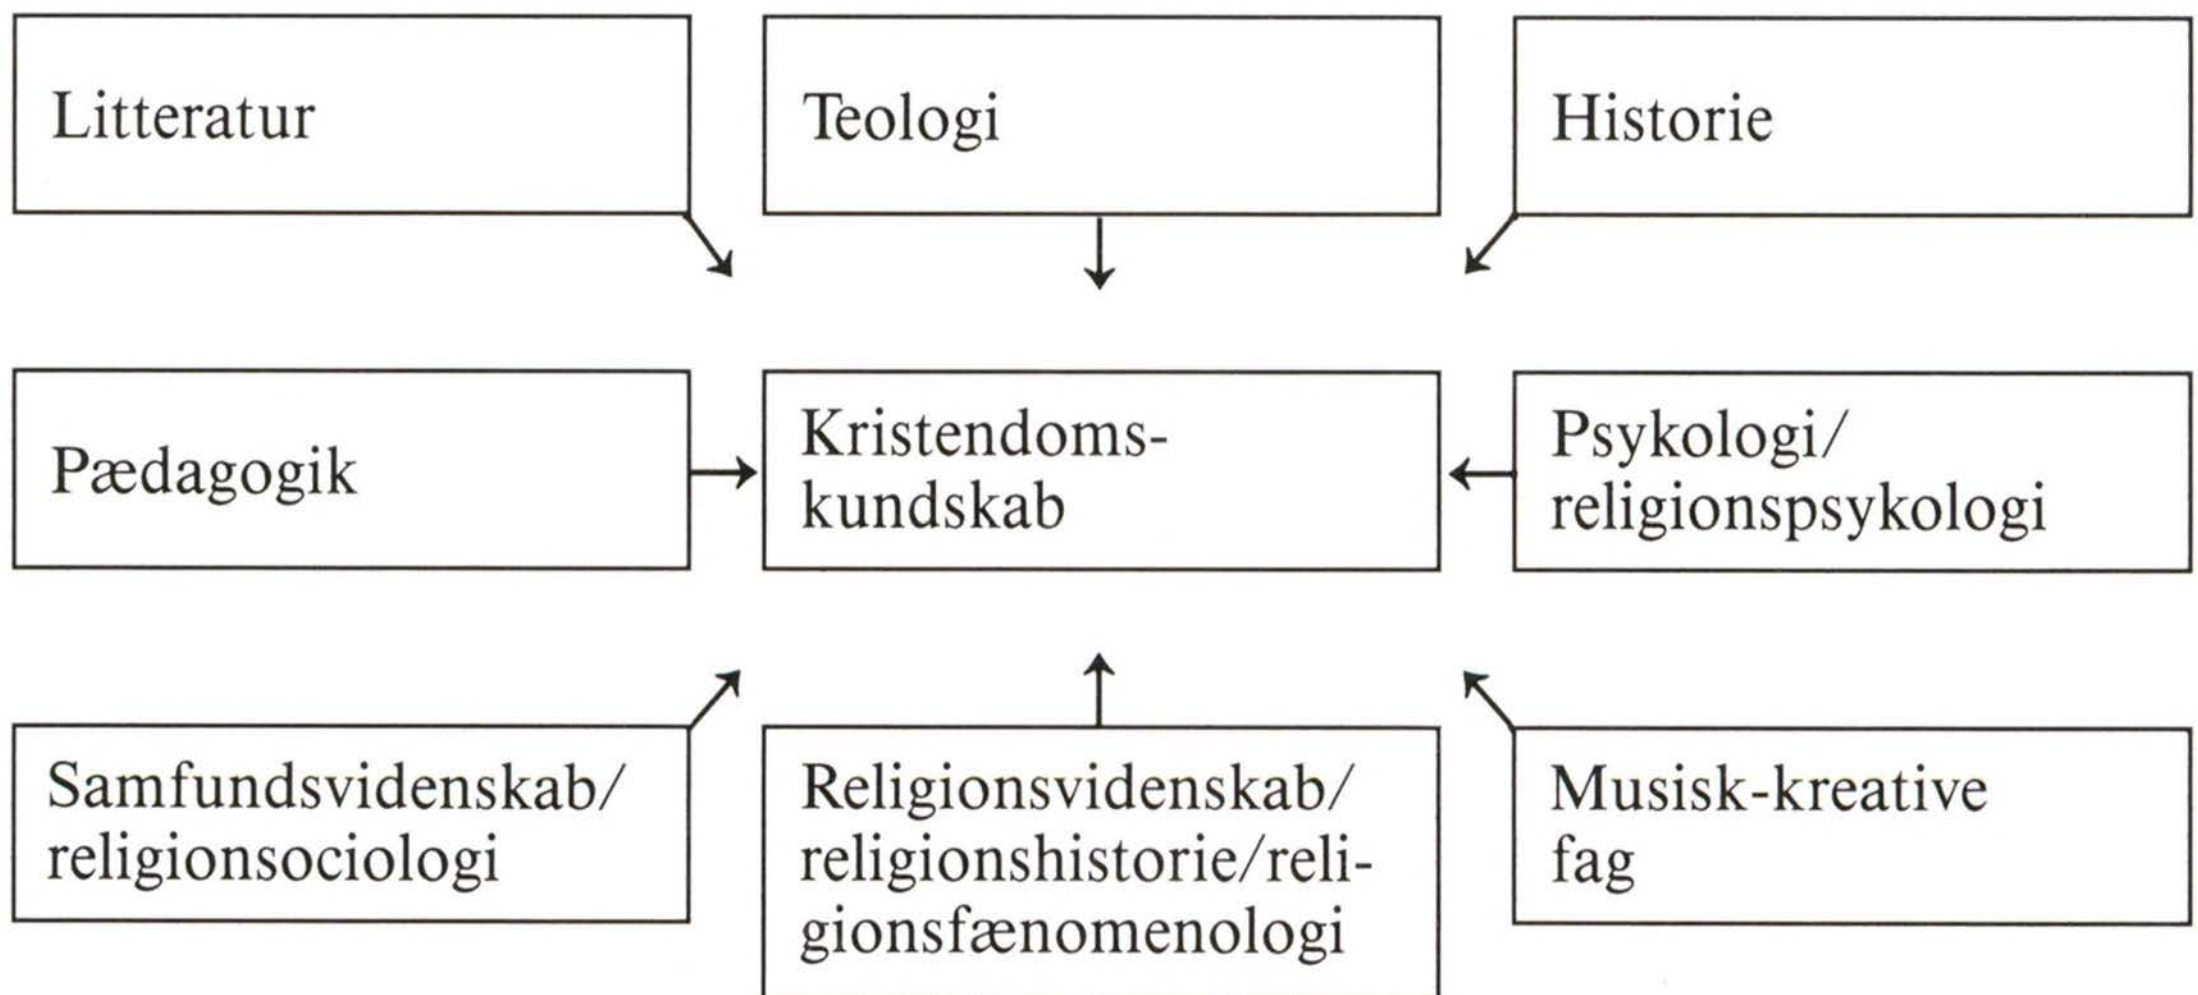 Litteratur
Teologi
Historie
Pædagogik
Kristendoms-
kundskab
Psykologi/
religionspsykologi
Samfundsvidenskab/
religionsociologi
Religionsvidenskab/
religionshistorie/reli-
gionsfænomenologi
Musisk-kreative
fag